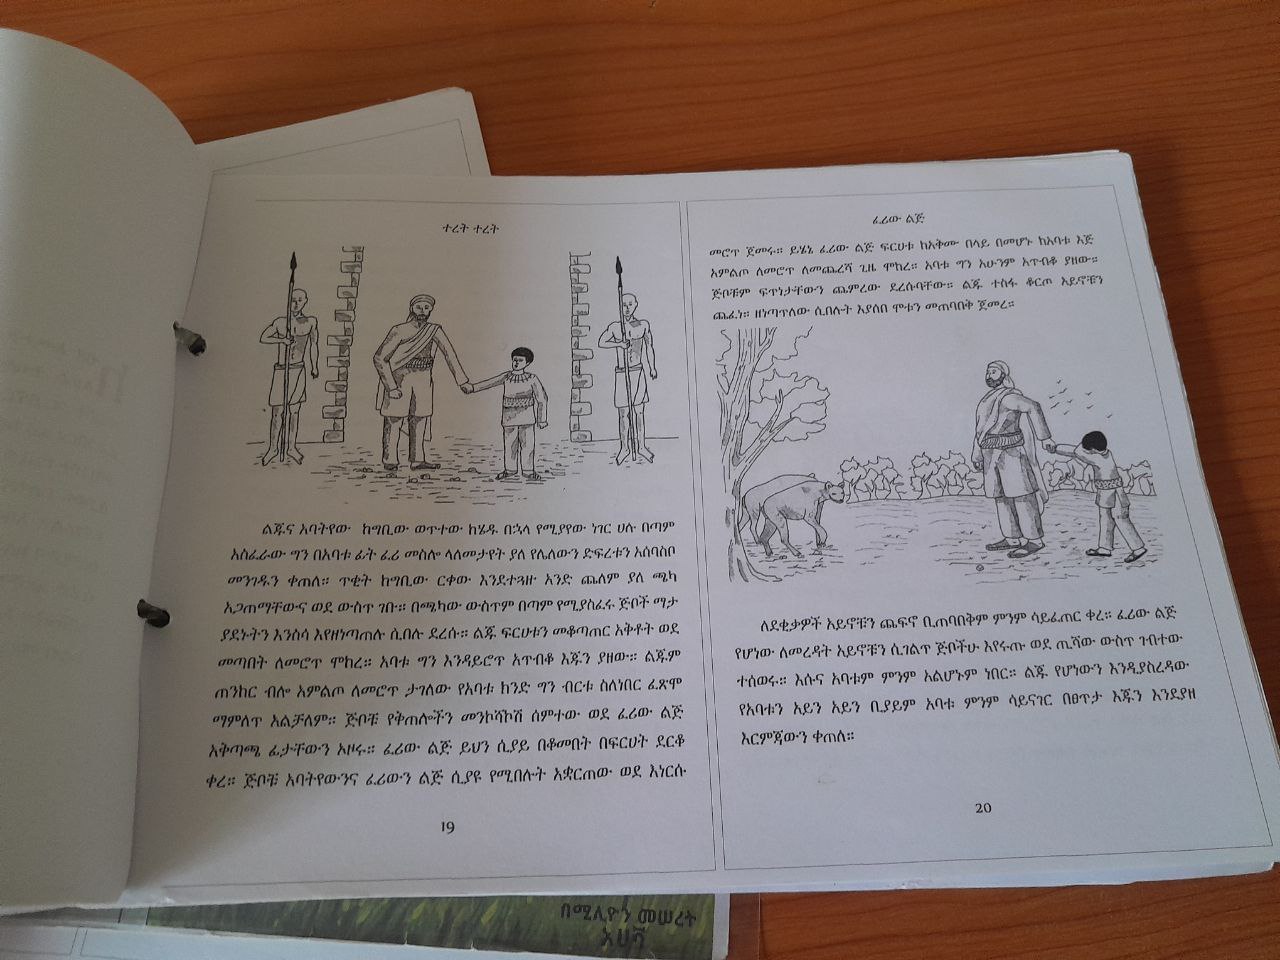 ተረት ተረት
ልጁና አባትየው ከግቢው ወጥተው ከሄዱ በኋላ የሚያየው ነገር ሀሉ በጣም
አስፈራው ግን በአባቱ ፊት ፈሪ መስሎ ላለመታየት ያለ የሌለውን ድፍረቱን አሰባስቦ
መንገዱን ቀጠለ። ጥቂት ከግቢው ርቀው እንደተጓዙ አንድ ጨለም ያለ ጫካ
አጋጠማቸውና ወደ ውስጥ ገቡ። በጫካው ውስጥም በጣም የሚያስፈሩ ጅቦች ማታ
ያደኑትን እንስሳ እየዘነጣጠሉ ሲበሉ ደረሱ። ልጁ ፍርሀቱን መቆጣጠር አቅቶት ወደ
መጣበት ለመሮጥ ሞከረ። አባቱ ግን እንዳይሮጥ አጥብቆ እጁን ያዘው። ልጁም
ጠንከር ብሎ አምልጦ ለመሮጥ ታገለው የአባቱ ክንድ ግን ብርቱ ስለነበር ፈጽሞ
ማምለጥ አልቻለም። ጅቦቹ የቅጠሎችን መንኮሻኮሽ ሰምተው ወደ ፈሪው ልጅ
አቅጣጫ ፊታቸውን አዞሩ። ፈሪው ልጅ ይህን ሲያይ በቆመበት በፍርሀት ደርቆ
ቀረ። ጅቦቹ አባትየውንና ፈሪውን ልጅ ሲያዩ የሚበሉት አቋርጠው ወደ እነርሱ
19
ፈሪው ልጅ
መሮጥ ጀመሩ። ይሄኔ ፈሪው ልጅ ፍርሀቱ ከአቅሙ በላይ በመሆኑ ከአባቱ እጅ
አምልጦ ለመሮጥ ለመጨረሻ ጊዜ ሞከረ። አባቱ ግን አሁንም አጥብቆ ያዘው።
ጅቦቹም ፍጥነታቸውን ጨምረው ደረሱባቸው። ልጁ ተስፋ ቆርጦ አይኖቹን
ጨፈነ። ዘነጣጥለው ሲበሉት እያሰበ ሞቱን መጠባበቅ ጀመረ።
ለደቂቃዎች አይኖቹን ጨፍኖ ቢጠባበቅም ምንም ሳይፈጠር ቀረ። ፈሪው ልጅ
የሆነው ለመረዳት አይኖቹን ሲገልጥ ጅቦችሁ እየሩጡ ወደ ጢሻው ውስጥ ገብተው
ተሰወሩ። እሱና አባቱም ምንም አልሆኑም ነበር። ልጁ የሆነውን እንዲያስረዳው
የአባቱን አይን አይን ቢያይም አባቱ ምንም ሳይናገር በፀጥታ እጁን እንደያዘ
እርምጃውን ቀጠለ።
20
በሚሊዮን መሠረት